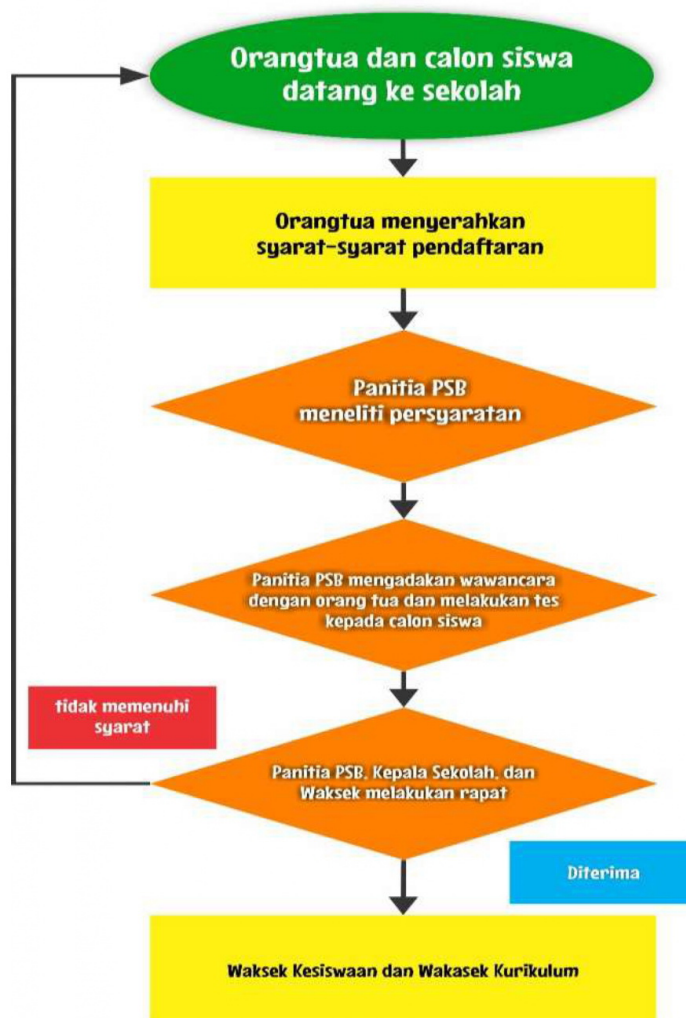 Orangtua dan calon siswa
datang ke sekolah
Orangtua menyerahkan
syarat-syarat pendaftaran
Panitia PSB
meneliti persyaratan
Panitia PSB mengadakan wawancara
dengan orang tua dan melakukan tes
kepada calon siswa
tidak memenuhi
syarat
Panitia PSB, Kepala Sekolah, dan
Waksek melakukan rapat
Diterima
Waksek Kesiswaan dan Wakasek Kurikulum